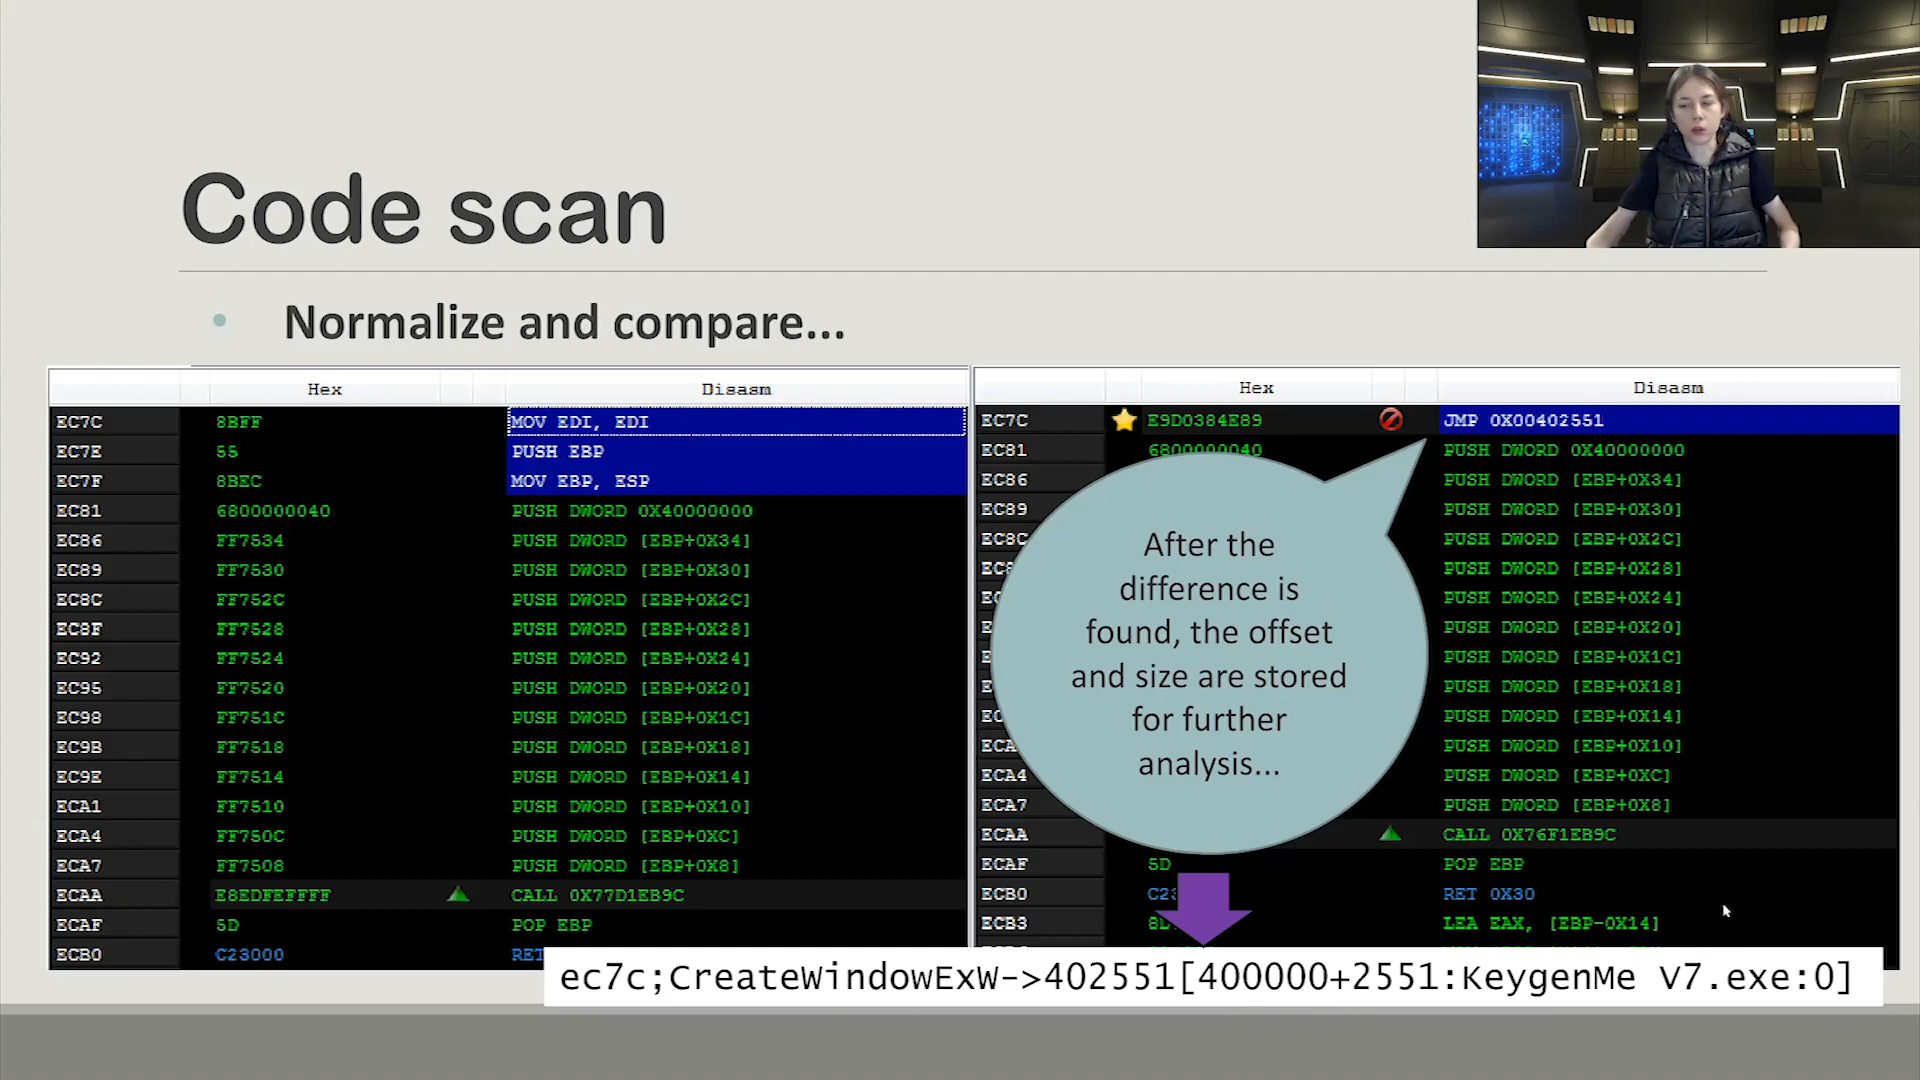 Code scan
• Normalize and compare...
Hex Disasm
EC7C 8BFF MOV EDI, EDI
EC7E 55 PUSH EBP
EC7F 8BEC MOV EBP, ESP
EC81 6800000040 PUSH DWORD 0X40000000
EC86 FF7534 PUSH DWORD [EBP+0X34]
EC89 FF7530 PUSH DWORD [EBP+0X30]
EC8C FF752C PUSH DWORD [EBP+0X2C]
EC8F FF7528 PUSH DWORD [EBP+0X28]
EC92 FF7524 PUSH DWORD [EBP+0X24]
EC95 FF7520 PUSH DWORD [EBP+0X20]
EC98 FF751C PUSH DWORD [EBP+0X1C]
EC9B FF7518 PUSH DWORD [EBP+0X18]
EC9E FF7514 PUSH DWORD [EBP+0X14]
ECA1 FF7510 PUSH DWORD [EBP+0X10]
ECA4 FF750C PUSH DWORD [EBP+0XC]
ECA7 FF7508 PUSH DWORD [EBP+0X8]
ECAA E8EDFEFFFF CALL 0X77D1EB9C
ECAF 5D POP EBP
ECB0 C23000 RET
Hex Disasm
EC7C E9D0384E89 JMP 0X00402551
EC81 6800000040 PUSH DWORD 0X40000000
EC86 PUSH DWORD [EBP+0X34]
EC89 PUSH DWORD [EBP+0X30]
EC8C PUSH DWORD [EBP+0X2C]
PUSH DWORD [EBP+0X28]
PUSH DWORD [EBP+0X24]
PUSH DWORD [EBP+0X20]
PUSH DWORD [EBP+0X1C]
PUSH DWORD [EBP+0X18]
PUSH DWORD [EBP+0X14]
PUSH DWORD [EBP+0X10]
ECA4 PUSH DWORD [EBP+0XC]
ECA7 PUSH DWORD [EBP+0X8]
ECAA CALL 0X76F1EB9C
ECAF 5D POP EBP
ECB0 RET 0X30
ECB3 LEA EAX, [EBP-0X14]
After the
difference is
found, the offset
and size are stored
for further
analysis...
ec7c;CreateWindowExW->402551[400000+2551:KeygenMe V7.exe:0]